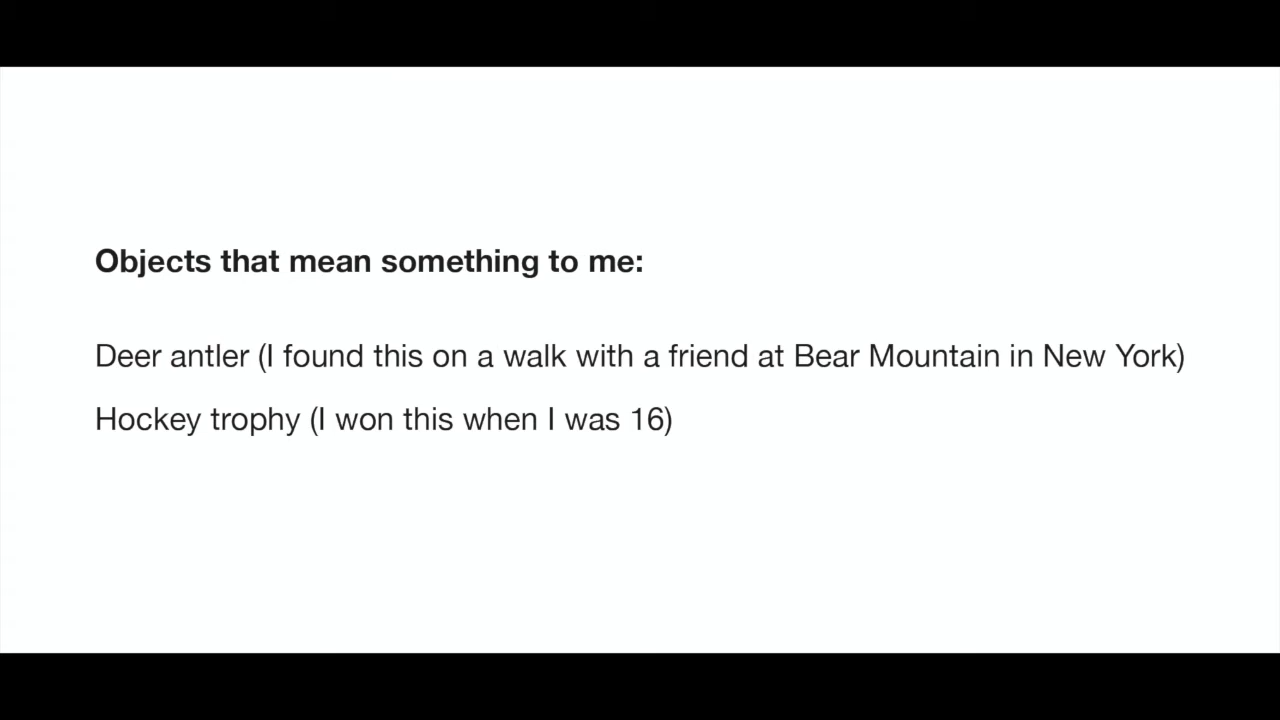 Objects that mean something to me:
Deer antler (I found this on a walk with a friend at Bear Mountain in New York)
Hockey trophy (I won this when I was 16)